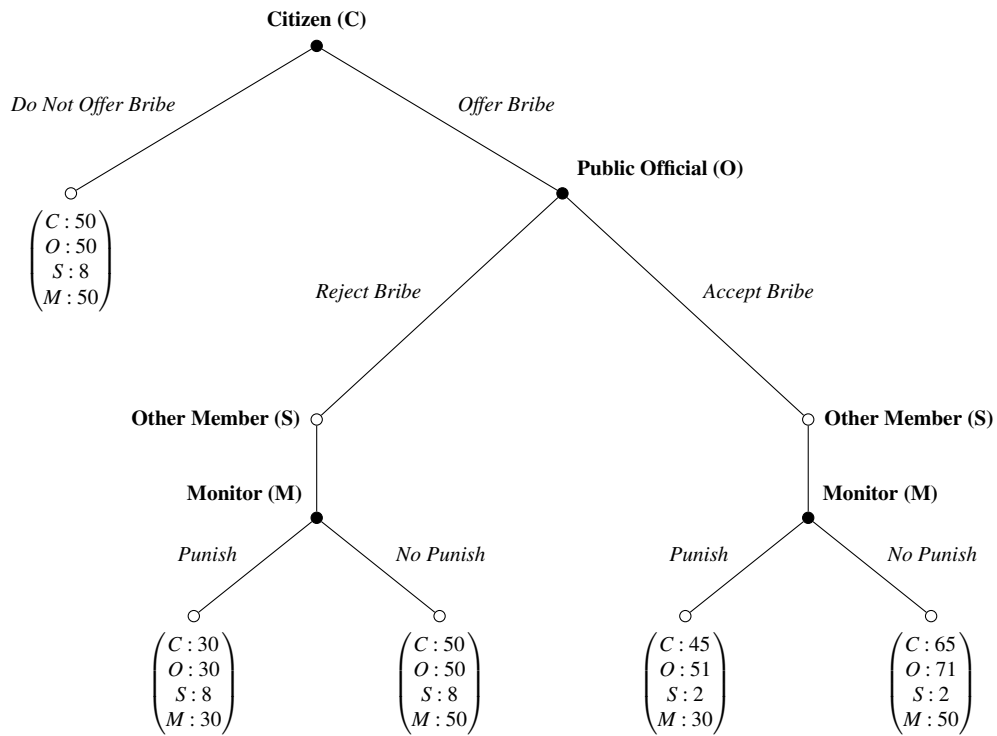 Citizen (C)
Do Not Offer Bribe
Offer Bribe
Public Official (O)
C : 50
O : 50
S : 8
M : 50
Reject Bribe
Accept Bribe
Other Member (S)
Other Member (S)
Monitor (M)
Monitor (M)
Punish
No Punish
Punish
No Punish
C : 30
O : 30
S : 8
M : 30
C : 50
O : 50
S : 8
M : 50
C : 45
O : 51
S : 2
M : 30
C : 65
O : 71
S : 2
M : 50